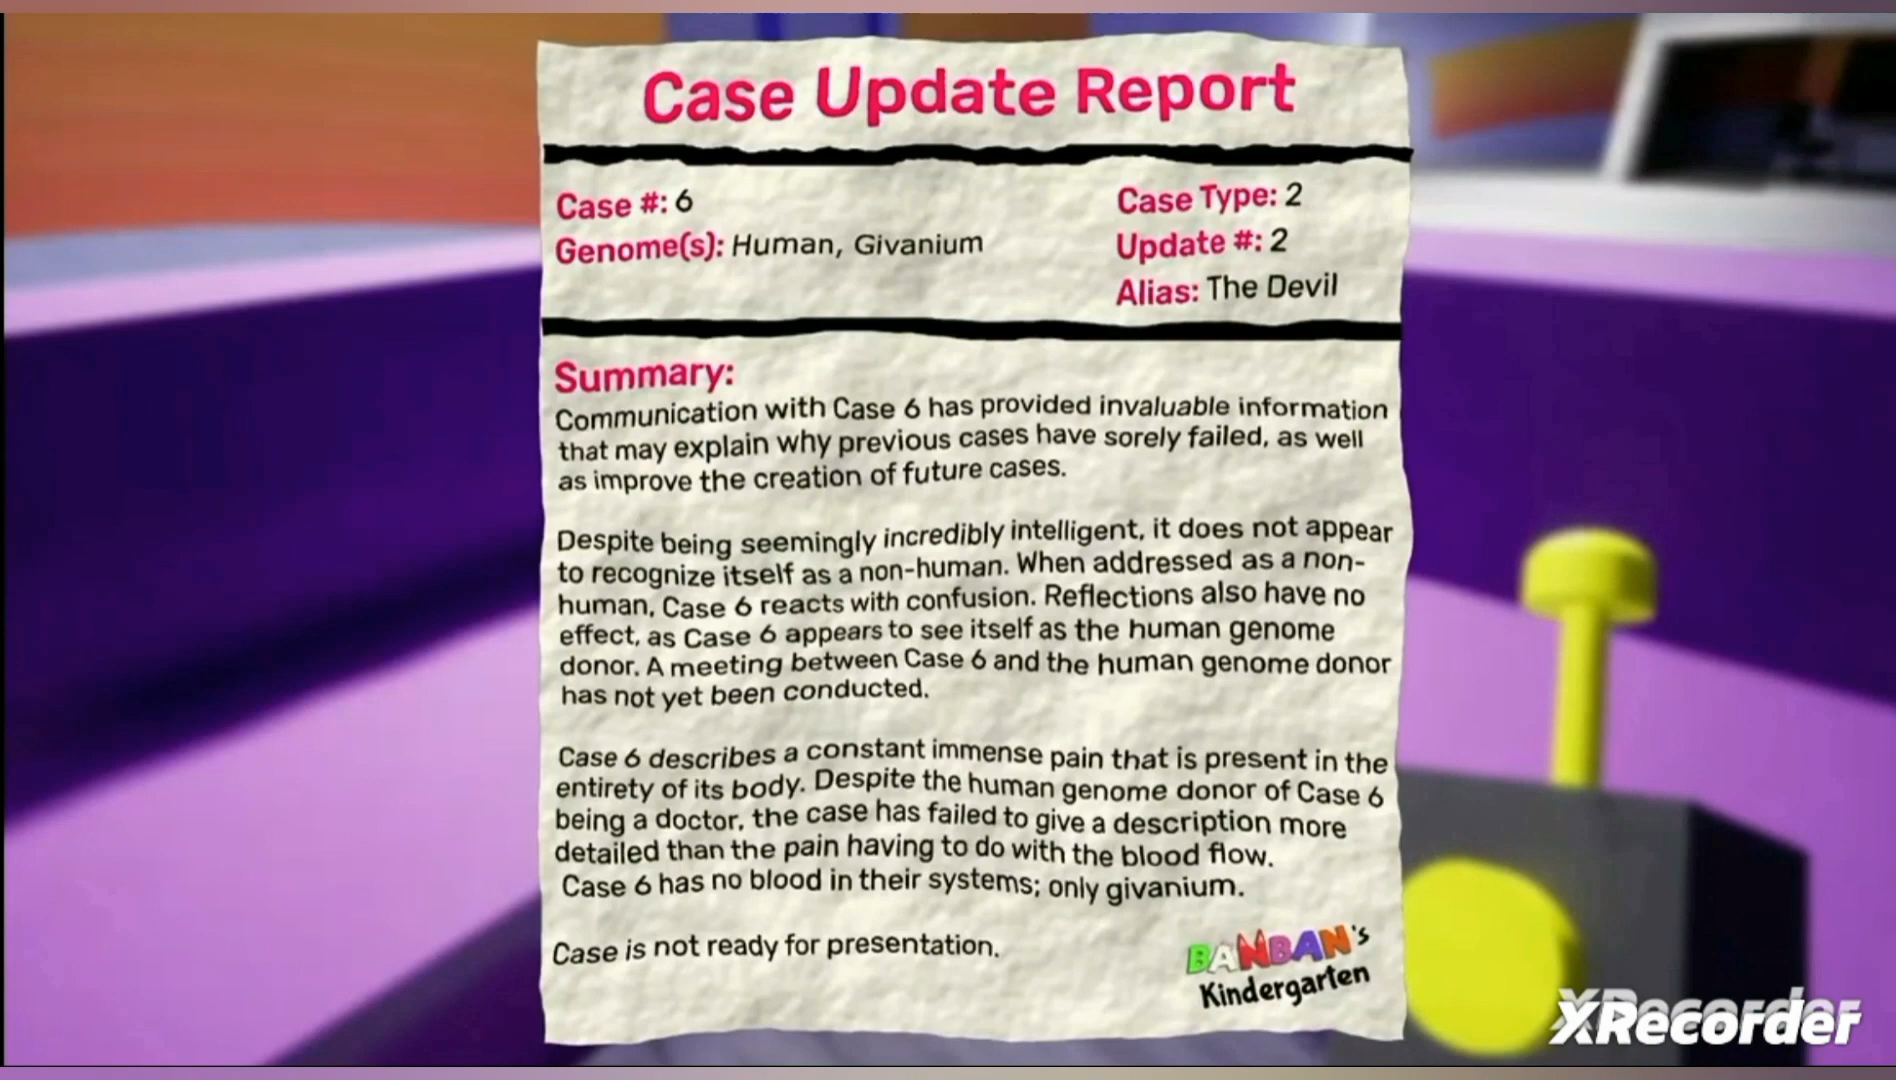 Case Update Report
Case #: 6
Case Type: 2
Genome(s): Human, Givanium
Update #: 2
Alias: The Devil
Summary:
Communication with Case 6 has provided invaluable information
that may explain why previous cases have sorely failed, as well
as improve the creation of future cases.
Despite being seemingly incredibly intelligent, it does not appear
to recognize itself as a non-human. When addressed as a non-
human, Case 6 reacts with confusion. Reflections also have no
effect, as Case 6 appears to see itself as the human genome
donor. A meeting between Case 6 and the human genome donor
has not yet been conducted.
Case 6 describes a constant immense pain that is present in the
entirety of its body. Despite the human genome donor of Case 6
being a doctor, the case has failed to give a description more
detailed than the pain having to do with the blood flow.
Case 6 has no blood in their systems; only givanium.
Case is not ready for presentation.
BANBAN's
Kindergarten
XRecorder